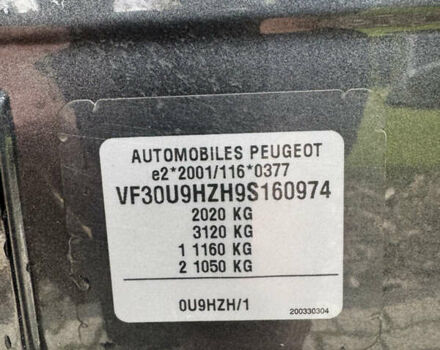 AUTOMOBILES PEUGEOT
e2*2001/116*0377
VF30U9HZH9S160974
2020 KG
3120 KG
1 1160 KG
2 1050 KG
0U9HZH/1
200330304